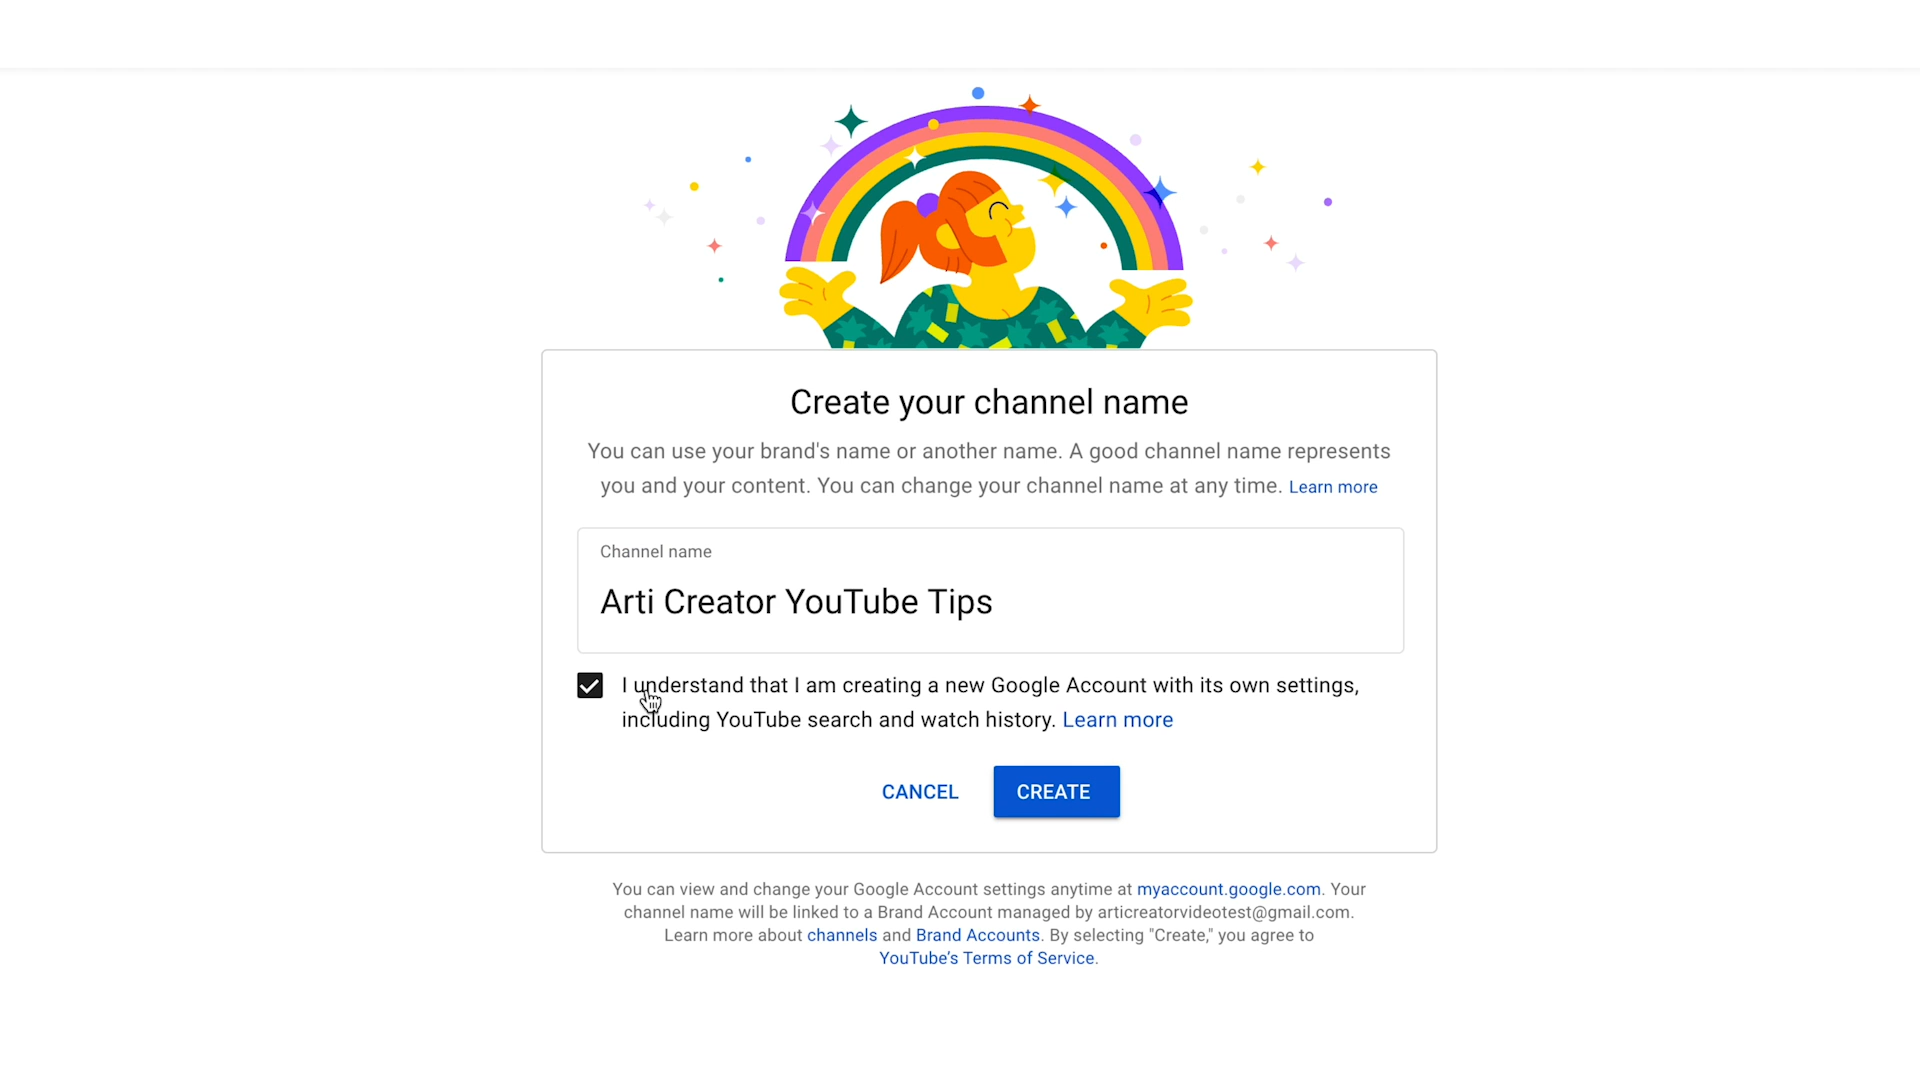 Create your channel name
You can use your brand's name or another name. A good channel name represents
you and your content. You can change your channel name at any time. Learn more
Channel name
Arti Creator YouTube Tips
I understand that I am creating a new Google Account with its own settings,
including YouTube search and watch history. Learn more
CANCEL CREATE
You can view and change your Google Account settings anytime at myaccount.google.com. Your
channel name will be linked to a Brand Account managed by articreatorvideotest@gmail.com.
Learn more about channels and Brand Accounts. By selecting "Create," you agree to
YouTube's Terms of Service.